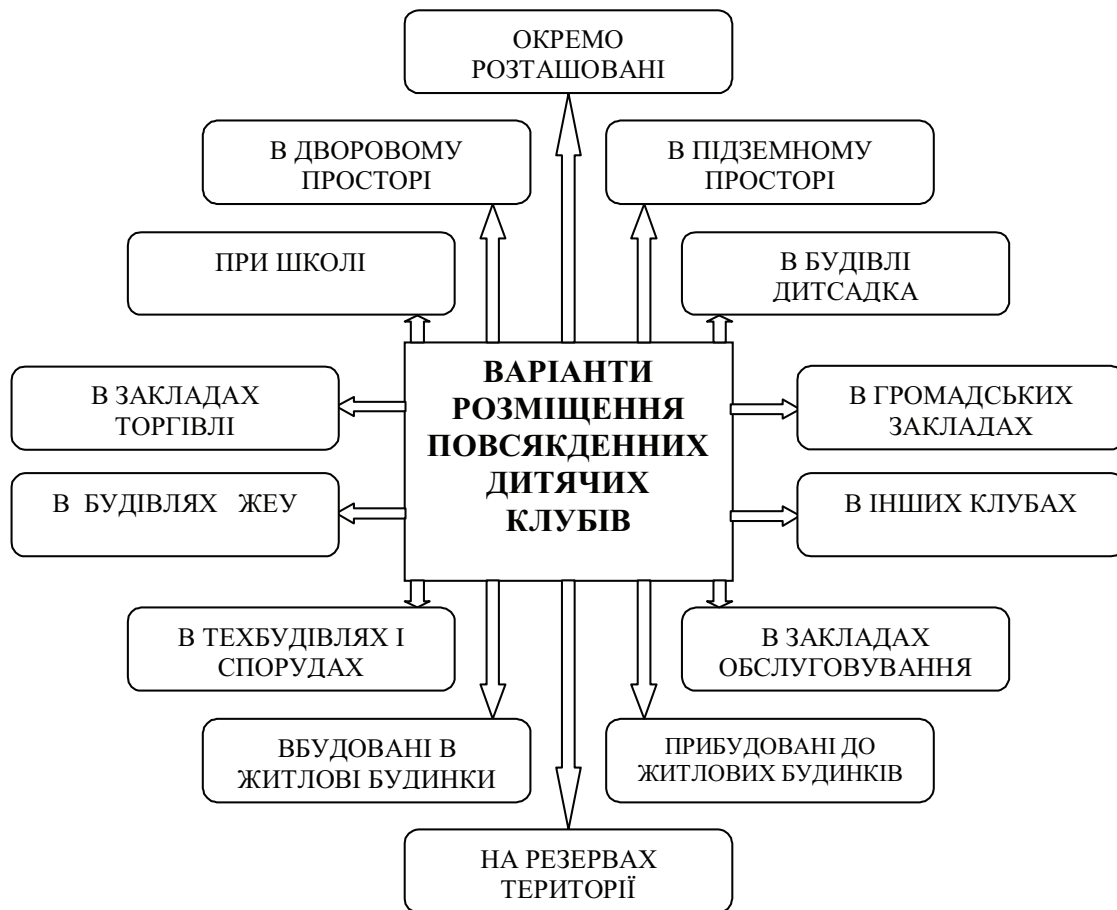 ОКРЕМО
РОЗТАШОВАНІ
В ДВОРОВОМУ
ПРОСТОРІ
В ПІДЗЕМНОМУ
ПРОСТОРІ
ПРИ ШКОЛІ
В БУДІВЛІ
ДИТСАДКА
ВАРІАНТИ
РОЗМІЩЕННЯ
ПОВСЯКДЕННИХ
ДИТЯЧИХ
КЛУБІВ
В ЗАКЛАДАХ
ТОРГІВЛІ
В ГРОМАДСЬКИХ
ЗАКЛАДАХ
В БУДІВЛЯХ ЖЕУ
В ІНШИХ КЛУБАХ
В ТЕХБУДІВЛЯХ І
СПОРУДАХ
В ЗАКЛАДАХ
ОБСЛУГОВУВАННЯ
ВБУДОВАНІ В
ЖИТЛОВІ БУДИНКИ
ПРИБУДОВАНІ ДО
ЖИТЛОВИХ БУДИНКІВ
НА РЕЗЕРВАХ
ТЕРИТОРІЇ